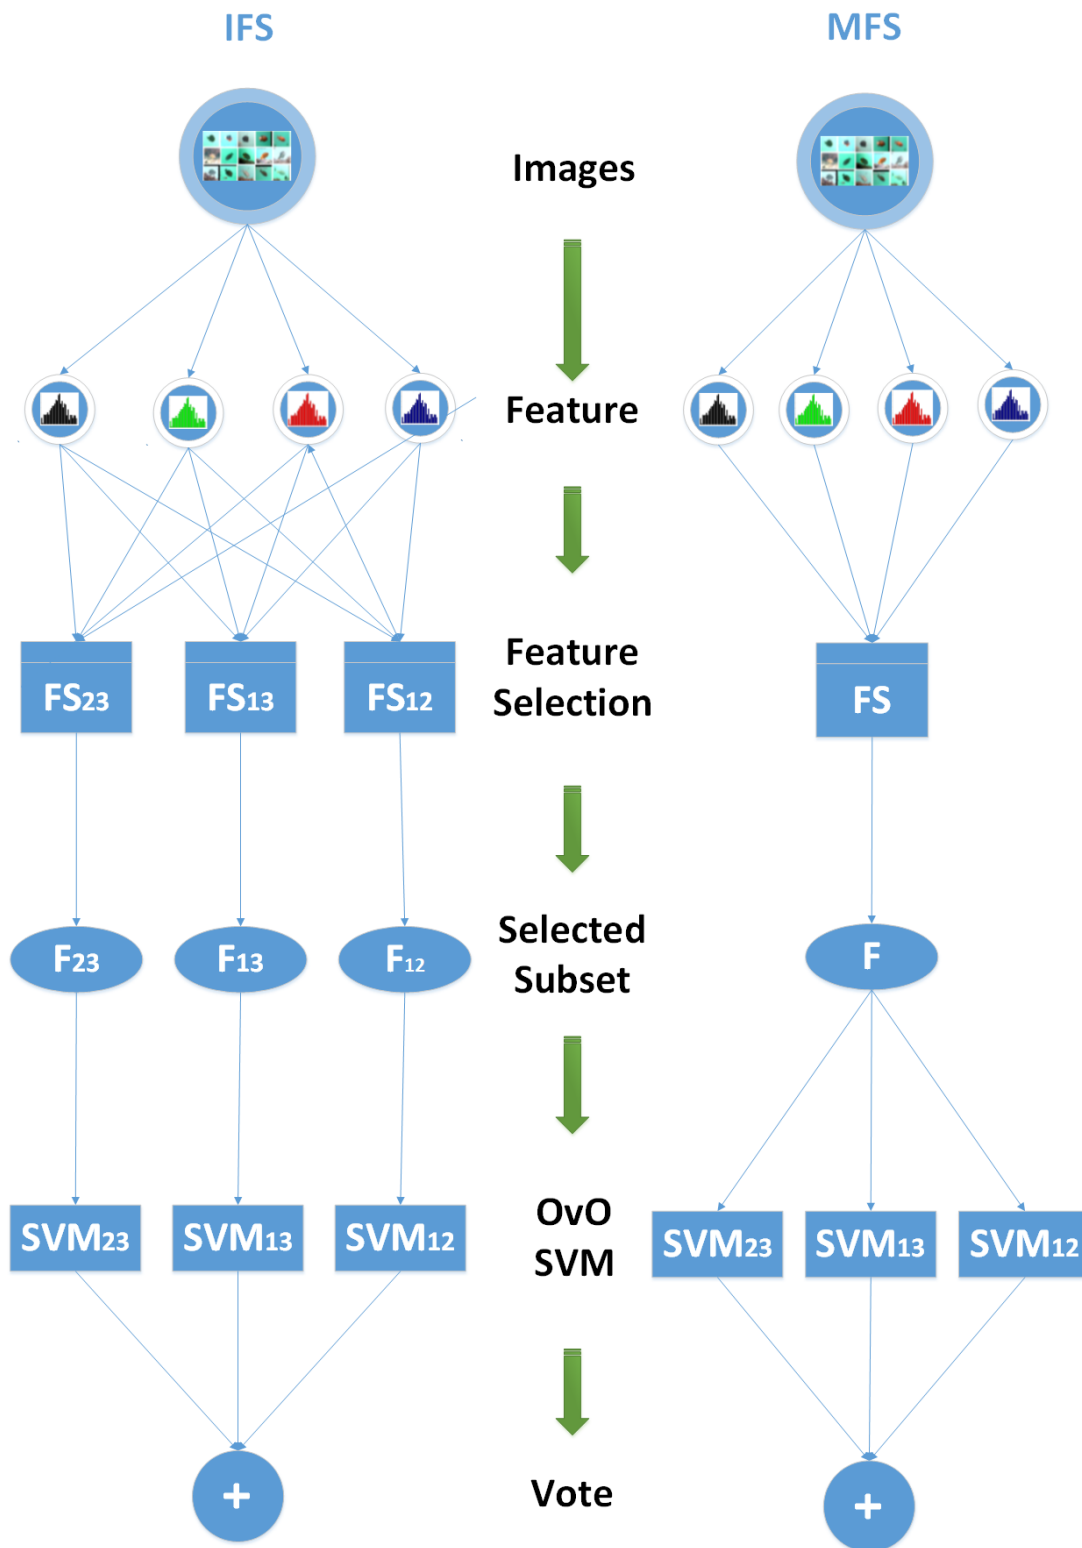 IFS
MFS
Images
Feature
Feature
Selection
FS23
FS13
FS12
FS
Selected
Subset
F23
F13
F12
F
OvO
SVM
SVM23
SVM13
SVM12
SVM23
SVM13
SVM12
Vote
+
+